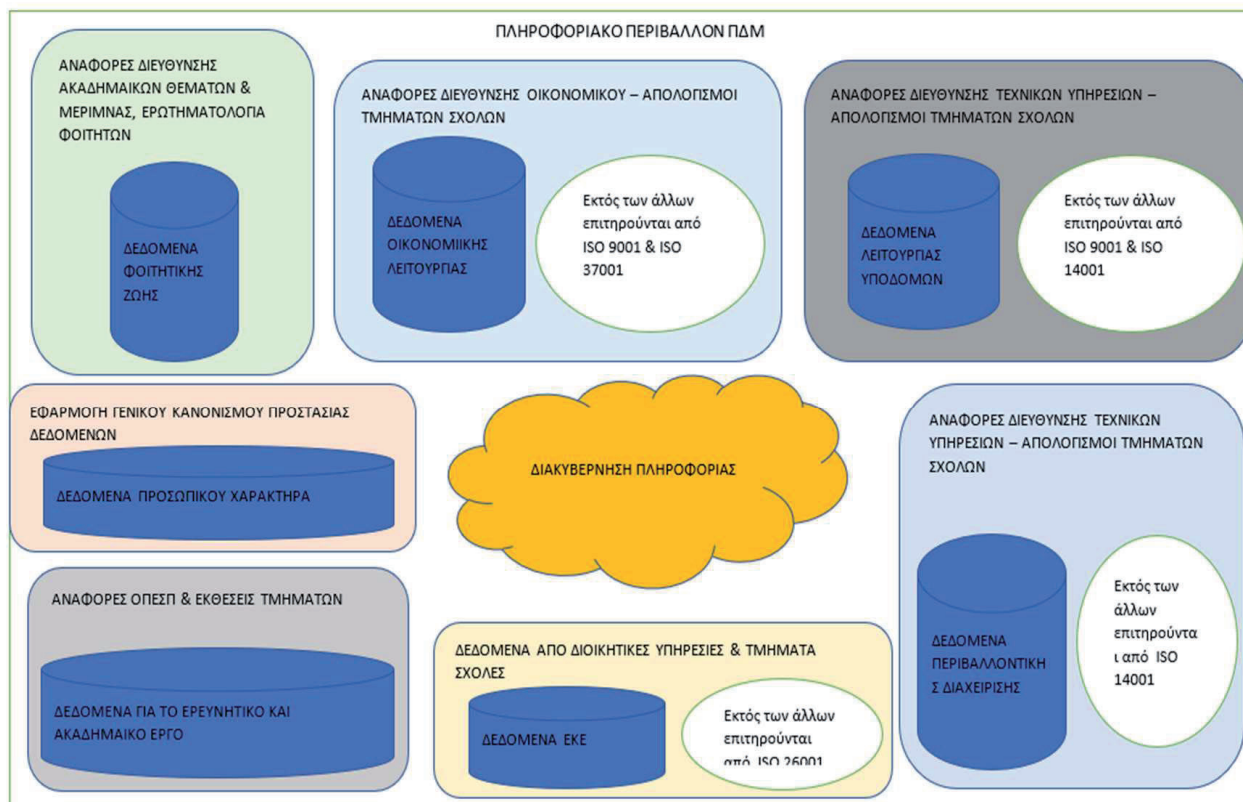 ΠΛΗΡΟΦΟΡΙΑΚΟ ΠΕΡΙΒΑΛΛΟΝ ΠΔΜ
ΑΝΑΦΟΡΕΣ ΔΙΕΥΘΥΝΣΗΣ
ΑΚΑΔΗΜΑΙΚΩΝ ΘΕΜΑΤΩΝ &
ΜΕΡΙΜΝΑΣ, ΕΡΩΤΗΜΑΤΟΛΟΓΙΑ
ΦΟΙΤΗΤΩΝ
ΔΕΔΟΜΕΝΑ
ΦΟΙΤΗΤΙΚΗΣ
ΖΩΗΣ
ΑΝΑΦΟΡΕΣ ΔΙΕΥΘΥΝΣΗΣ ΟΙΚΟΝΟΜΙΚΟΥ – ΑΠΟΛΟΓΙΣΜΟΙ
ΤΜΗΜΑΤΩΝ ΣΧΟΛΩΝ
ΔΕΔΟΜΕΝΑ
ΟΙΚΟΝΟΜΙΙΚΗΣ
ΛΕΙΤΟΥΡΓΙΑΣ
Εκτός των άλλων
επιτηρούνται από
ISO 9001 & ISO
37001
ΑΝΑΦΟΡΕΣ ΔΙΕΥΘΥΝΣΗΣ ΤΕΧΝΙΚΩΝ ΥΠΗΡΕΣΙΩΝ –
ΑΠΟΛΟΓΙΣΜΟΙ ΤΜΗΜΑΤΩΝ ΣΧΟΛΩΝ
ΔΕΔΟΜΕΝΑ
ΛΕΙΤΟΥΡΓΙΑΣ
ΥΠΟΔΟΜΩΝ
Εκτός των άλλων
επιτηρούνται από
ISO 9001 & ISO
14001
ΕΦΑΡΜΟΓΗ ΓΕΝΙΚΟΥ ΚΑΝΟΝΙΣΜΟΥ ΠΡΟΣΤΑΣΙΑΣ
ΔΕΔΟΜΕΝΩΝ
ΔΕΔΟΜΕΝΑ ΠΡΟΣΩΠΙΚΟΥ ΧΑΡΑΚΤΗΡΑ
ΔΙΑΚΥΒΕΡΝΗΣΗ ΠΛΗΡΟΦΟΡΙΑΣ
ΑΝΑΦΟΡΕΣ ΔΙΕΥΘΥΝΣΗΣ ΤΕΧΝΙΚΩΝ
ΥΠΗΡΕΣΙΩΝ – ΑΠΟΛΟΓΙΣΜΟΙ ΤΜΗΜΑΤΩΝ
ΣΧΟΛΩΝ
ΔΕΔΟΜΕΝΑ
ΠΕΡΙΒΑΛΛΟΝΤΙΚΗ
Σ ΔΙΑΧΕΙΡΙΣΗΣ
Εκτός των
άλλων
επιτηρούντα
ι από ISO
14001
ΑΝΑΦΟΡΕΣ ΟΠΕΣΠ & ΕΚΘΕΣΕΙΣ ΤΜΗΜΑΤΩΝ
ΔΕΔΟΜΕΝΑ ΓΙΑ ΤΟ ΕΡΕΥΝΗΤΙΚΟ ΚΑΙ
ΑΚΑΔΗΜΑΙΚΟ ΕΡΓΟ
ΔΕΔΟΜΕΝΑ ΑΠΟ ΔΙΟΙΚΗΤΙΚΕΣ ΥΠΗΡΕΣΙΕΣ & ΤΜΗΜΑΤΑ
ΣΧΟΛΕΣ
ΔΕΔΟΜΕΝΑ ΕΚΕ
Εκτός των άλλων
επιτηρούνται
από ISO 26001